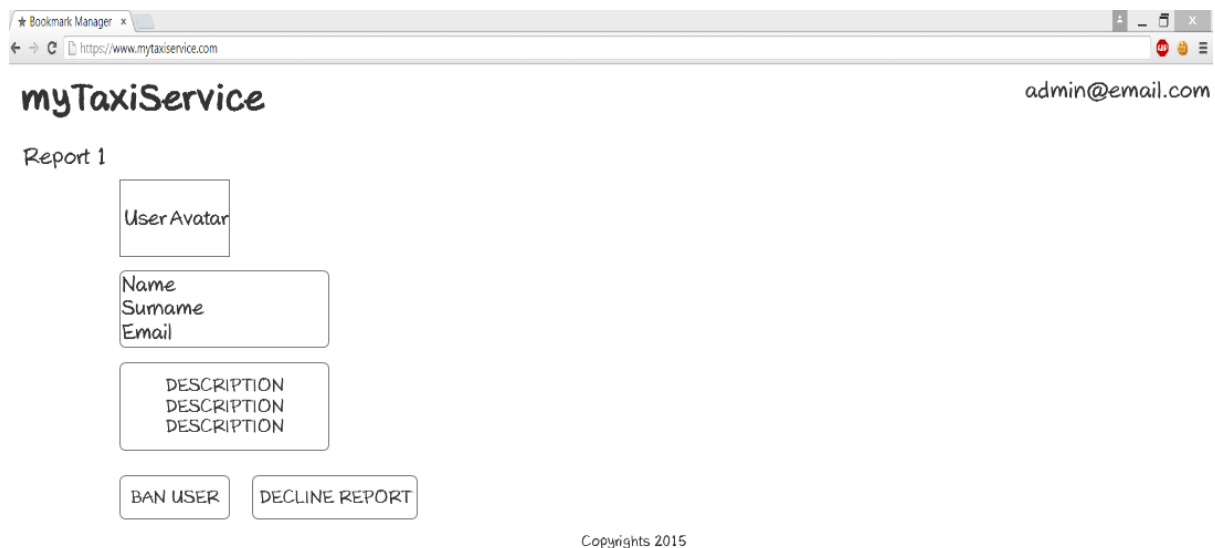 ★ Bookmark Manager ×
https://www.mytaxiservice.com
myTaxiService
admin@email.com
Report 1
User Avatar
Name
Surname
Email
DESCRIPTION
DESCRIPTION
DESCRIPTION
BAN USER
DECLINE REPORT
Copyrights 2015